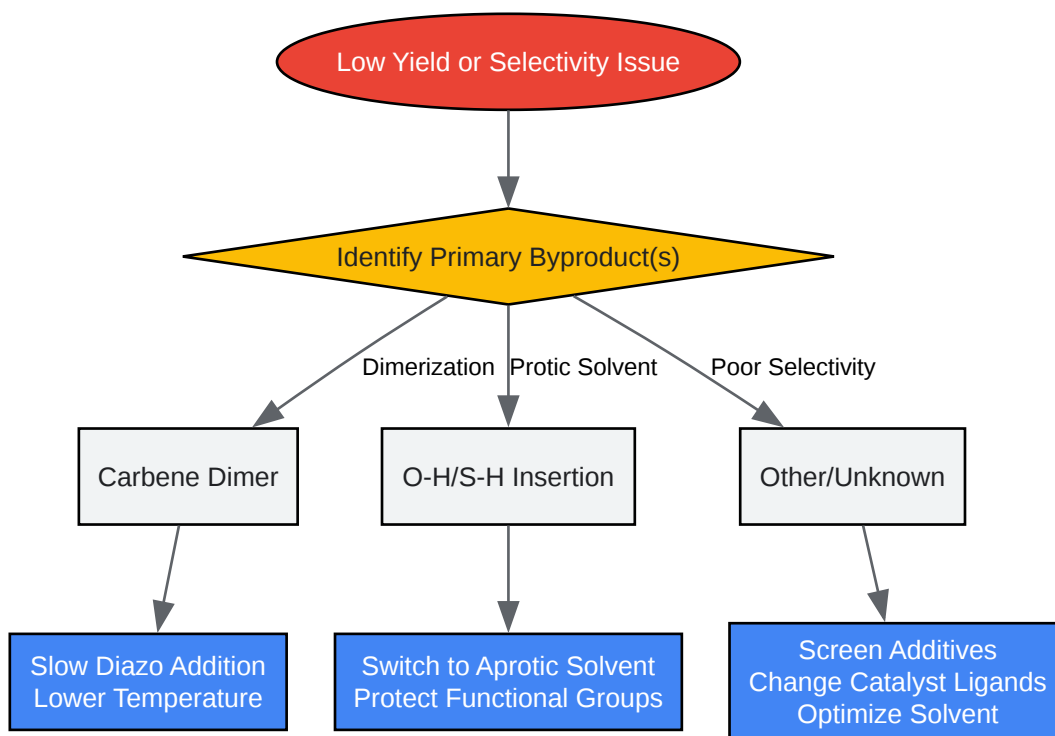 Low Yield or Selectivity Issue
Identify Primary Byproduct(s)
Dimerization
Protic Solvent
Poor Selectivity
Carbene Dimer
O-H/S-H Insertion
Other/Unknown
Slow Diazo Addition
Lower Temperature
Switch to Aprotic Solvent
Protect Functional Groups
Screen Additives
Change Catalyst Ligands
Optimize Solvent